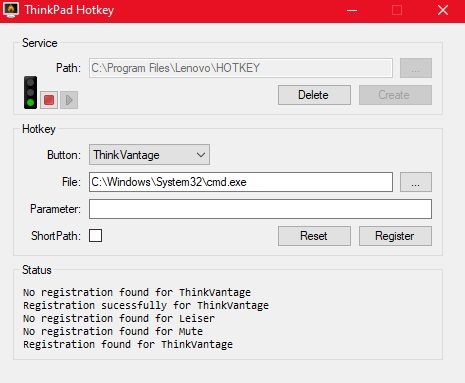 ThinkPad Hotkey
Service
Path: C:\Program Files\Lenovo\HOTKEY ...
Delete Create
Hotkey
Button: ThinkVantage
File: C:\Windows\System32\cmd.exe ...
Parameter:
ShortPath: Reset Register
Status
No registration found for ThinkVantage
Registration sucessfully for ThinkVantage
No registration found for Leiser
No registration found for Mute
Registration found for ThinkVantage